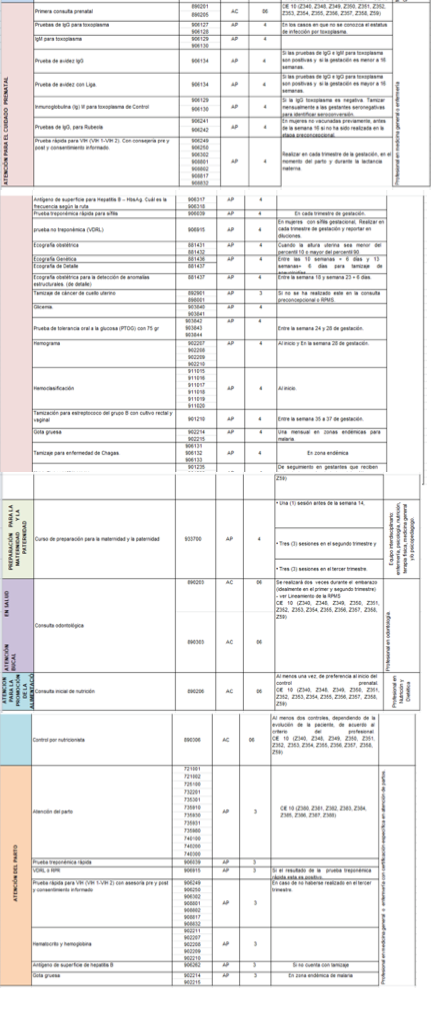 ATENCIÓN PARA EL CUIDADO PRENATAL
Primera consulta prenatal
890201
890205
AC
06
CIE 10 (Z340, Z348, Z349, Z350, Z351, Z352, Z353, Z354, Z355, Z356, Z357, Z358, Z359)
Pruebas de IgG para toxoplasma
906127
906128
AP
4
En los casos en que no se conozca el estatus de infección por toxoplasma.
IgM para toxoplasma
906129
906130
AP
4
Prueba de avidez IgG
906134
AP
4
Si las pruebas de IgG e IgM para toxoplasma son positivas y si la gestación es menor a 16 semanas.
Prueba de avidez con Liga.
906134
AP
4
Si las pruebas de IgG e IgM para toxoplasma son positivas y si la gestación es mayor a 16 semanas.
Inmunoglobulina (Ig) M para toxoplasma de Control
906129
906130
AP
4
Si la IgG toxoplasma es negativa. Tamizar mensualmente a las gestantes seronegativas para identificar seroconversión.
Pruebas de IgG, para Rubeola
906241
906242
AP
4
En mujeres no vacunadas previamente, antes de la semana 16 si no ha sido realizada en la etapa preconcepcional.
Prueba rápida para VIH (VIH 1-VIH 2). Con consejería pre y post y consentimiento informado
906249
906250
AP
4
Realizar en cada trimestre de la gestación, en el momento del parto y durante la lactancia materna
Profesional en medicina general o enfermería
Antígeno de superficie para Hepatitis B – HbsAg. Cuál es la frecuencia según la ruta
906317
906318
AP
4
Prueba treponémica rápida para sífilis
906039
AP
4
En cada trimestre de gestación.
prueba no treponémica (VDRL)
906915
AP
4
En mujeres con sífilis gestacional. Realizar en cada trimestre de gestación y reportar en diluciones.
Ecografía obstétrica
881431
881432
AP
4
Cuando la altura uterina sea menor del percentil 10 o mayor del percentil 90.
Ecografía Genética
881436
AP
4
Entre las 10 semanas + 6 días y 13 semanas+ 6 días para tamizaje de
Ecografía de Detalle
881437
Ecografía obstétrica para la detección de anomalías estructurales. (de detalle)
881437
AP
4
Entre la semana 18 y semana 23 + 6 días.
Tamizaje de cáncer de cuello uterino
892901
898001
AP
3
Si no se ha realizado este en la consulta preconcepcional o RPMS.
Glicemia
903840
903841
AP
4
Prueba de tolerancia oral a la glucosa (PTOG) con 75 gr
903842
903843
903844
AP
4
Entre la semana 24 y 28 de gestación.
Hemograma
902207
902208
902209
902210
AP
4
Al inicio y En la semana 28 de gestación.
Hemoclasificación
911015
911016
911017
911018
911019
911020
AP
4
Al inicio
Tamización para estreptococo del grupo B con cultivo rectal y vaginal
901210
AP
4
Entre la semana 35 a 37 de gestación.
Gota gruesa
902214
902215
AP
4
Una mensual en zonas endémicas para malaria
Tamizaje para enfermedad de Chagas
906131
906132
906133
AP
4
En zona endémica
901235
De seguimiento en gestantes que reciben
Z59)
PREPARACIÓN PARA LA MATERNIDAD Y LA PATERNIDAD
Curso de preparación para la maternidad y la paternidad
933700
AP
4
• Una (1) sesión antes de la semana 14,
• Tres (3) sesiones en el segundo trimestre y
• Tres (3) sesiones en el tercer trimestre.
Equipo interdisciplinario: enfermería, psicología, nutrición, terapia física, medicina general y/o psicopedagogo.
ATENCIÓN EN SALUD BUCAL
Consulta odontológica
890203
AC
06
890303
AC
06
Se realizará dos veces durante el embarazo (idealmente en el primer y segundo trimestre) - ver Lineamiento de la RPMS
CIE 10 (Z340, Z348, Z349, Z350, Z351, Z352, Z353, Z354, Z355, Z356, Z357, Z358, Z59)
Profesional en odontología.
ATENCIÓN PARA LA PROMOCIÓN DE LA ALIMENTACIÓN
Consulta inicial de nutrición
890206
AC
06
Al menos una vez, de preferencia al inicio del control prenatal.
CIE 10 (Z340, Z348, Z349, Z350, Z351, Z352, Z353, Z354, Z355, Z356, Z357, Z358, Z59)
Profesional en Nutrición y Dietética
Control por nutricionista
890306
AC
06
Al menos dos controles, dependiendo de la evolución de la paciente, de acuerdo al criterio del profesional.
CIE 10 (Z340, Z348, Z349, Z350, Z351, Z352, Z353, Z354, Z355, Z356, Z357, Z358, Z59)
ATENCIÓN DEL PARTO
Atención del parto
721001
721002
725100
732201
735301
735910
735930
735931
735980
740100
740200
740300
AP
3
CIE 10 (Z380, Z381, Z382, Z383, Z384, Z385, Z386, Z387, Z388)
Prueba treponémica rápida
906039
AP
3
VDRL o RPR
906915
AP
3
Si el resultado de la prueba treponémica rápida este es positivo
Prueba rápida para VIH (VIH 1-VIH 2) con asesoría pre y post y consentimiento informado
906249
906250
AP
3
En caso de no haberse realizado en el tercer trimestre.
Hematocrito y hemoglobina
902211
902207
902208
902209
902210
AP
3
Antígeno de superficie de hepatitis B
AP
3
Si no cuenta con tamizaje
Gota gruesa
902214
902215
AP
3
En zona endémica de malaria
Profesional en medicina general o enfermería con certificación específica en atención de partos.